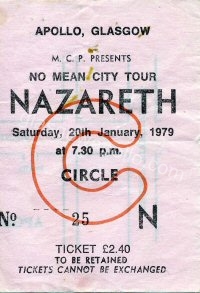 APOLLO, GLASGOW
M. C. P. PRESENTS
NO MEAN CITY TOUR
NAZARETH
Saturday, 20th January, 1979
at 7.30 p.m.
CIRCLE
C
No 25 N
TICKET £2.40
TO BE RETAINED
TICKETS CANNOT BE EXCHANGED